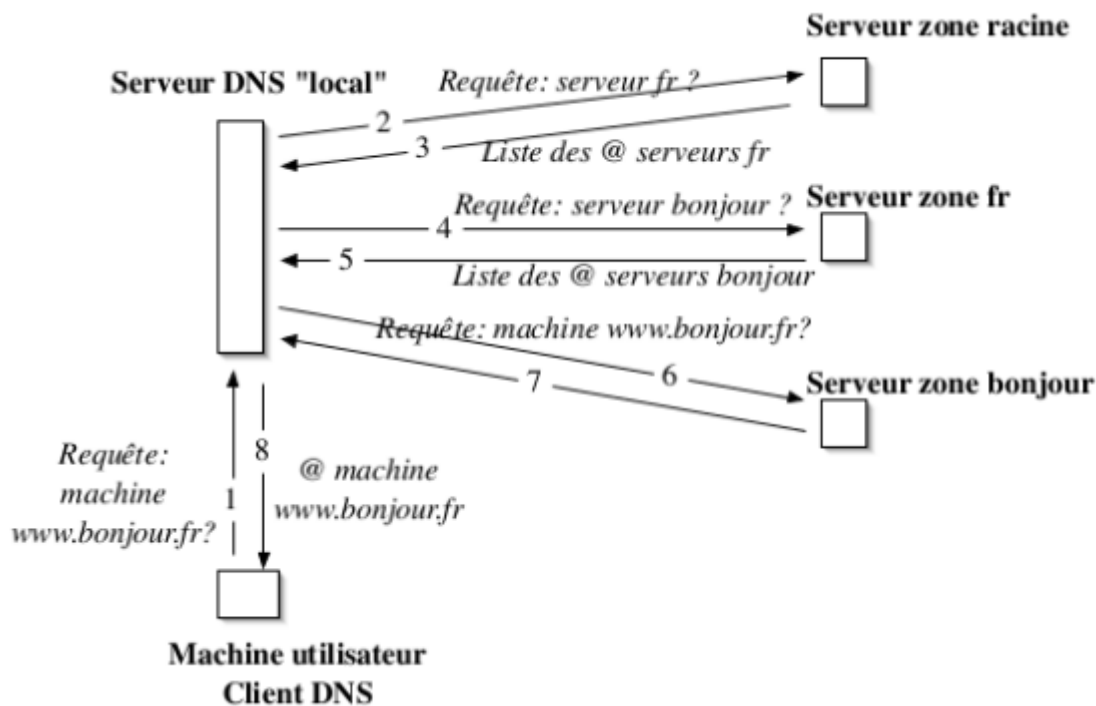 Serveur zone racine
Serveur DNS "local"
Requête: serveur fr ?
2
3
Liste des @ serveurs fr
Serveur zone fr
Requête: serveur bonjour ?
4
5
Liste des @ serveurs bonjour
Requête: machine www.bonjour.fr?
6
7
Serveur zone bonjour
Requête:
machine
www.bonjour.fr?
1
8
@ machine
www.bonjour.fr
Machine utilisateur
Client DNS